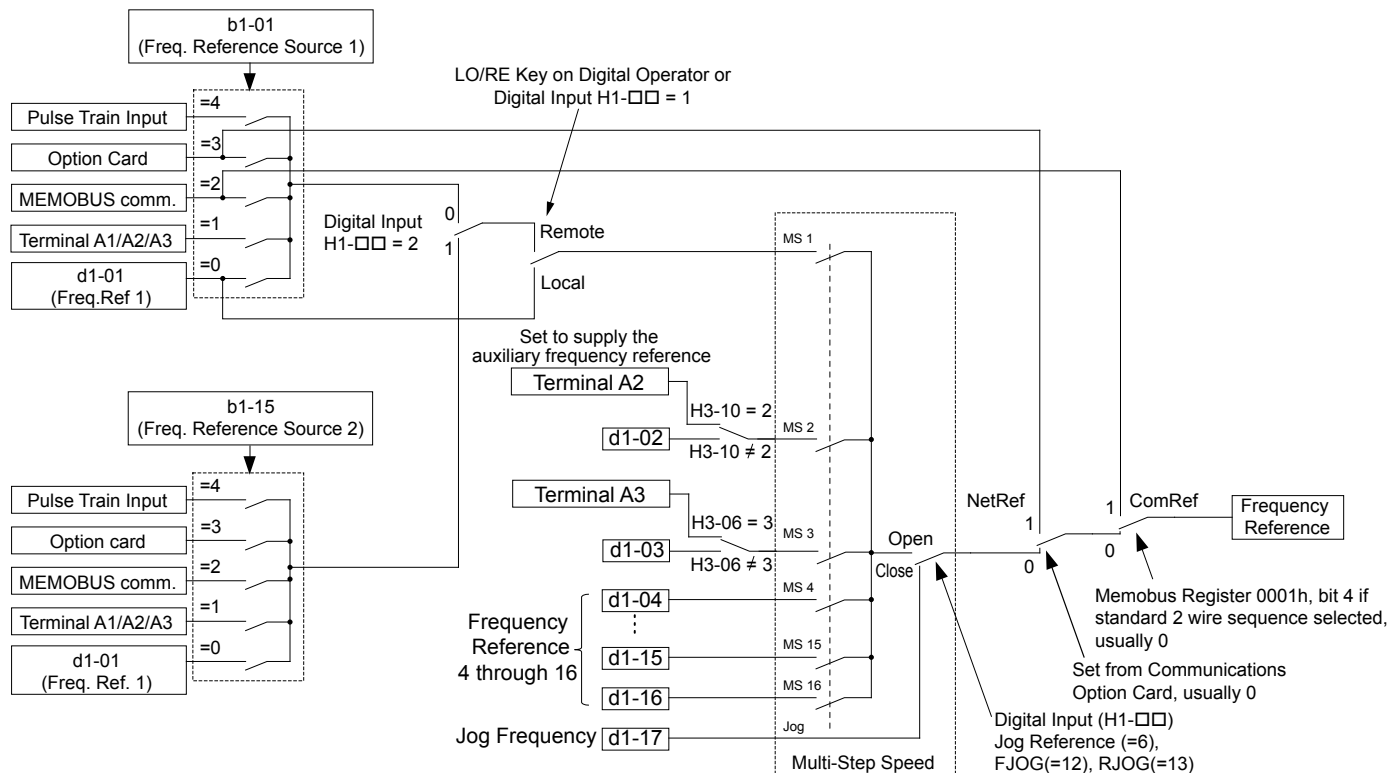 b1-01
(Freq. Reference Source 1)
LO/RE Key on Digital Operator or
Digital Input H1-□□ = 1
=4
Pulse Train Input
=3
Option Card
=2
MEMOBUS comm.
=1
Terminal A1/A2/A3
=0
d1-01
(Freq.Ref 1)
Digital Input
H1-□□ = 2
0
1
Remote
Local
MS 1
Set to supply the
auxiliary frequency reference
Terminal A2
H3-10 = 2
d1-02
H3-10 ≠ 2
MS 2
Terminal A3
H3-06 = 3
d1-03
H3-06 ≠ 3
MS 3
Frequency
Reference
4 through 16
d1-04
MS 4
d1-15
MS 15
d1-16
MS 16
Jog Frequency
d1-17
Jog
Multi-Step Speed
b1-15
(Freq. Reference Source 2)
=4
Pulse Train Input
=3
Option card
=2
MEMOBUS comm.
=1
Terminal A1/A2/A3
=0
d1-01
(Freq. Ref. 1)
Open
Close
NetRef
1
0
ComRef
1
0
Frequency
Reference
Memobus Register 0001h, bit 4 if
standard 2 wire sequence selected,
usually 0
Set from Communications
Option Card, usually 0
Digital Input (H1-□□)
Jog Reference (=6),
FJOG(=12), RJOG(=13)